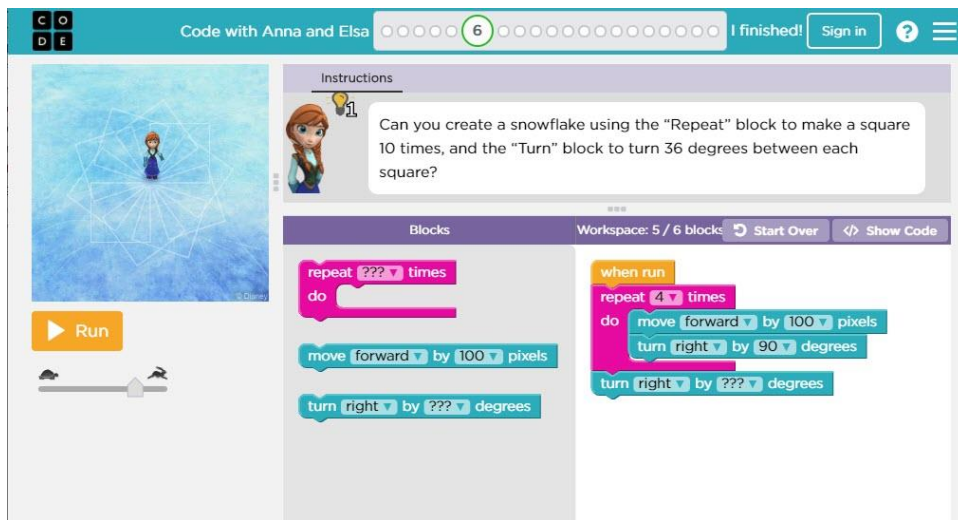 C O
D E
Code with Anna and Elsa
6
I finished!
Sign in
?
Instructions
1
Can you create a snowflake using the “Repeat” block to make a square
10 times, and the “Turn” block to turn 36 degrees between each
square?
Blocks
Workspace: 5 / 6 blocks
Start Over
</> Show Code
repeat ??? times
do
move forward by 100 pixels
turn right by ??? degrees
when run
repeat 4 times
do move forward by 100 pixels
turn right by 90 degrees
turn right by ??? degrees
© Disney
Run